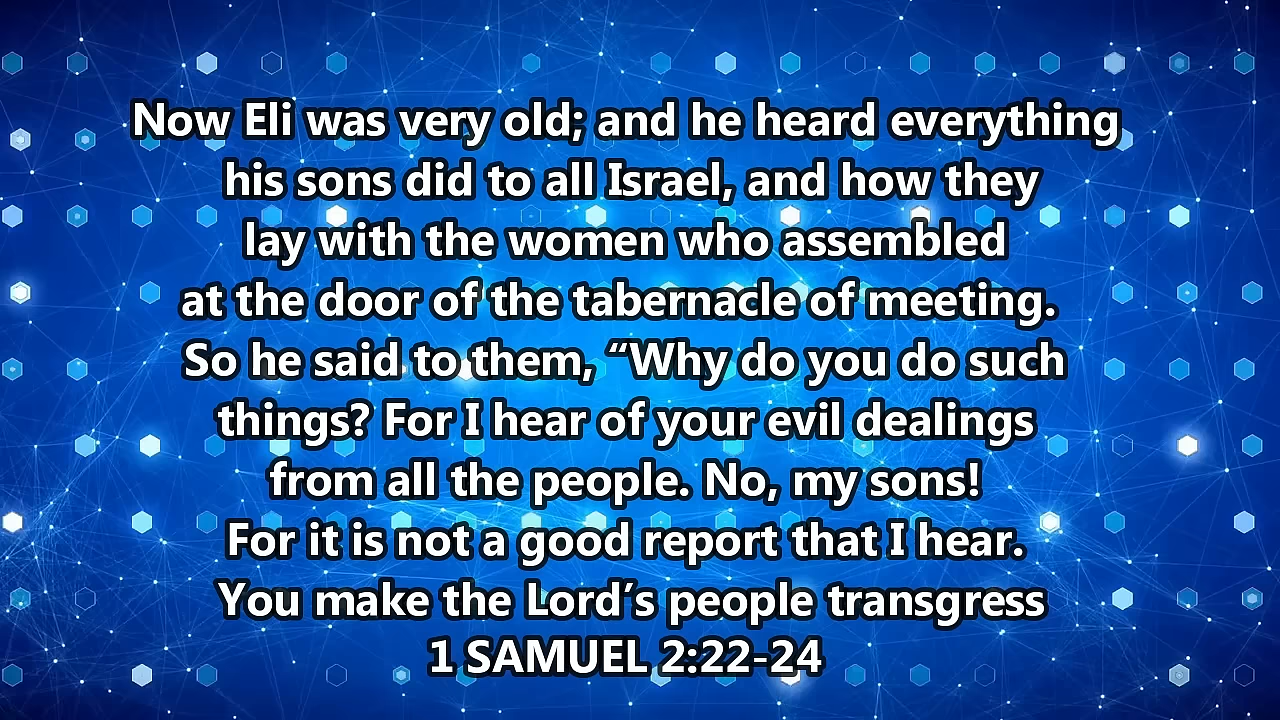 Now Eli was very old; and he heard everything
his sons did to all Israel, and how they
lay with the women who assembled
at the door of the tabernacle of meeting.
So he said to them, “Why do you do such
things? For I hear of your evil dealings
from all the people. No, my sons!
For it is not a good report that I hear.
You make the Lord’s people transgress
1 SAMUEL 2:22-24